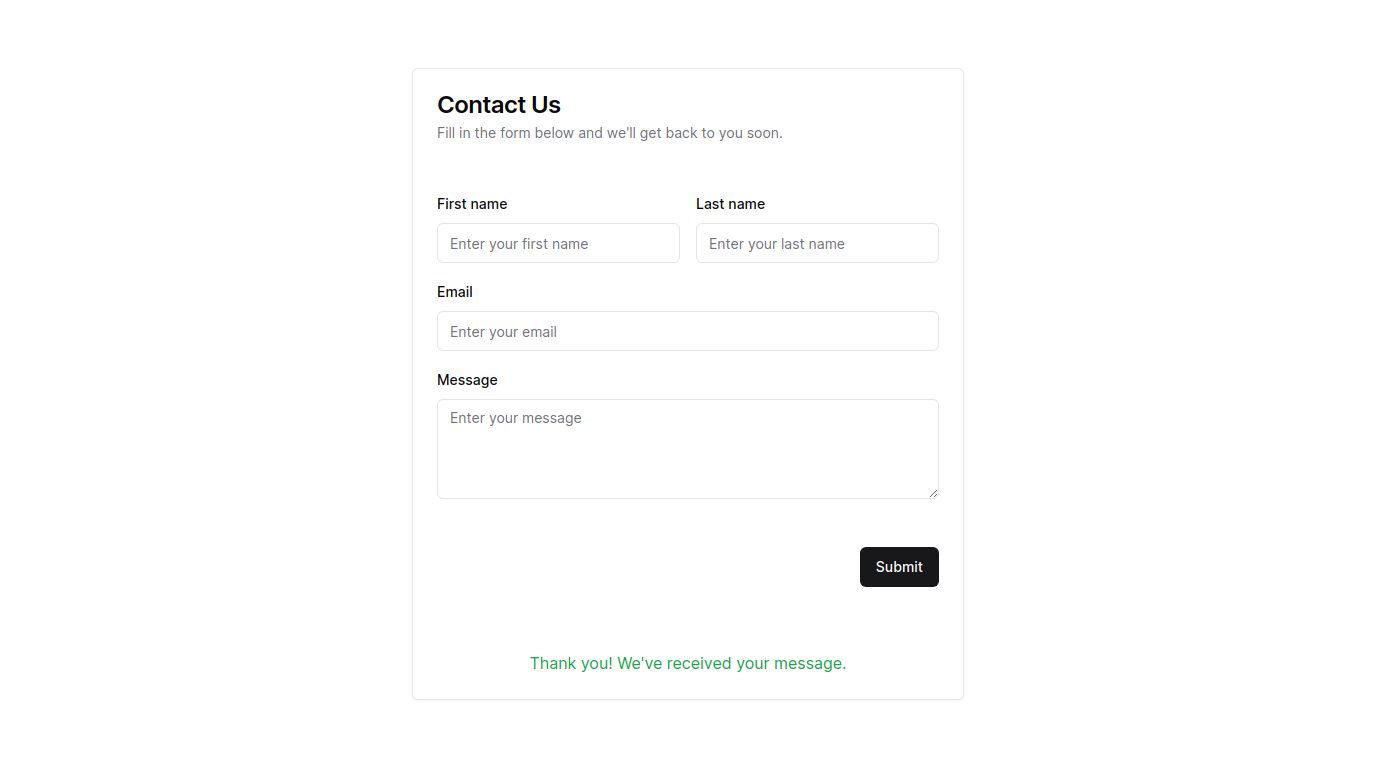 Contact Us
Fill in the form below and we'll get back to you soon.
First name
Last name
Enter your first name
Enter your last name
Email
Enter your email
Message
Enter your message
Submit
Thank you! We've received your message.